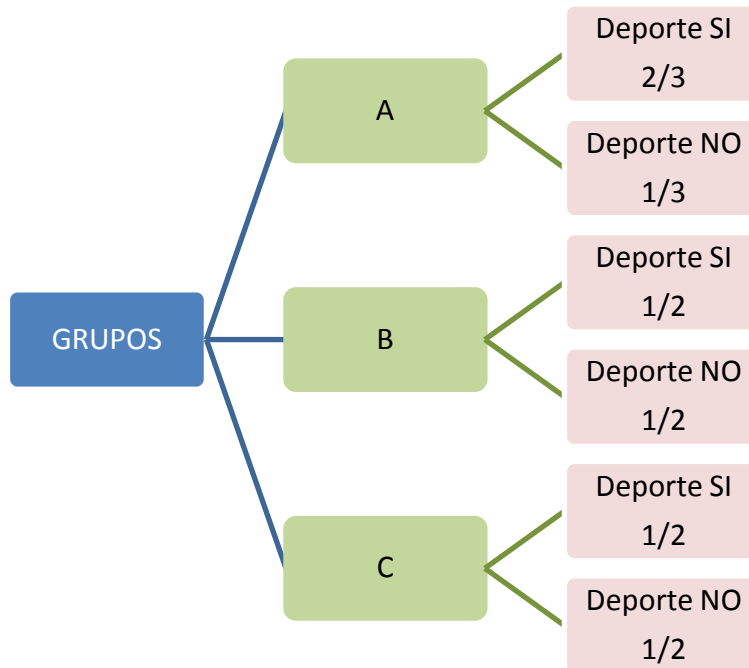 GRUPOS
A
Deporte SI
2/3
Deporte NO
1/3
B
Deporte SI
1/2
Deporte NO
1/2
C
Deporte SI
1/2
Deporte NO
1/2